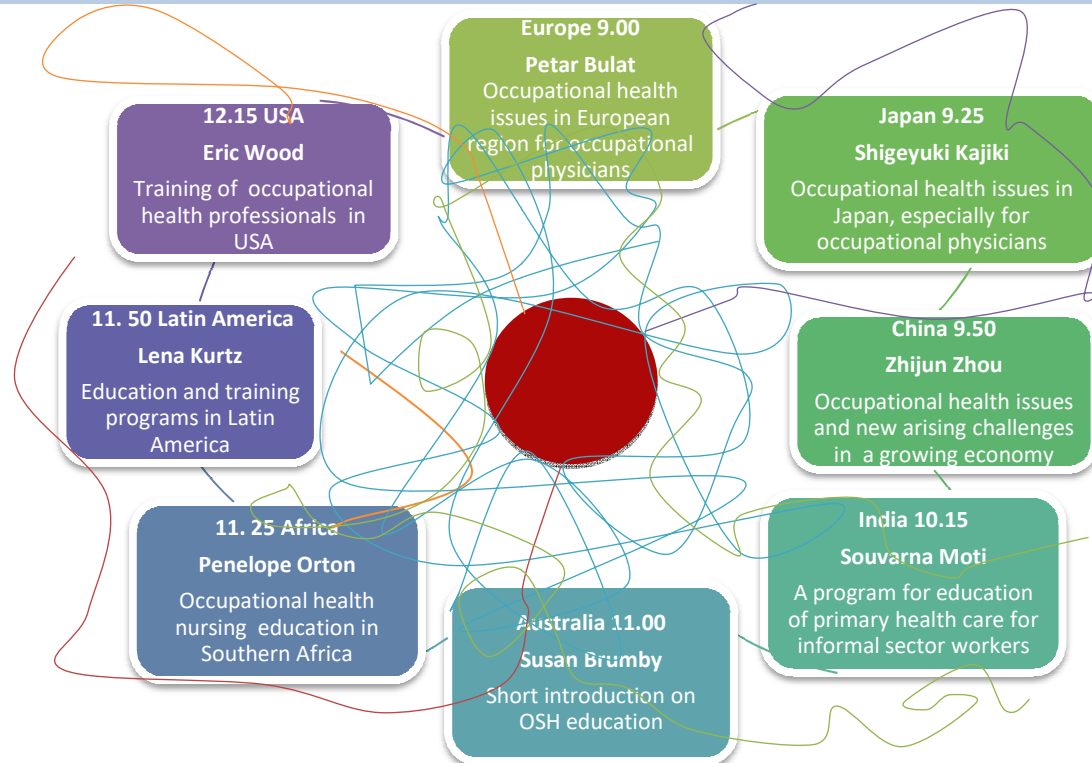 Europe 9.00
Petar Bulat
Occupational health
issues in European
region for occupational
physicians
Japan 9.25
Shigeyuki Kajiki
Occupational health issues in
Japan, especially for
occupational physicians
China 9.50
Zhijun Zhou
Occupational health issues
and new arising challenges
in a growing economy
India 10.15
Souvarna Moti
A program for education
of primary health care for
informal sector workers
Australia 11.00
Susan Brumby
Short introduction on
OSH education
11. 25 Africa
Penelope Orton
Occupational health
nursing education in
Southern Africa
11. 50 Latin America
Lena Kurtz
Education and training
programs in Latin
America
12.15 USA
Eric Wood
Training of occupational
health professionals in
USA